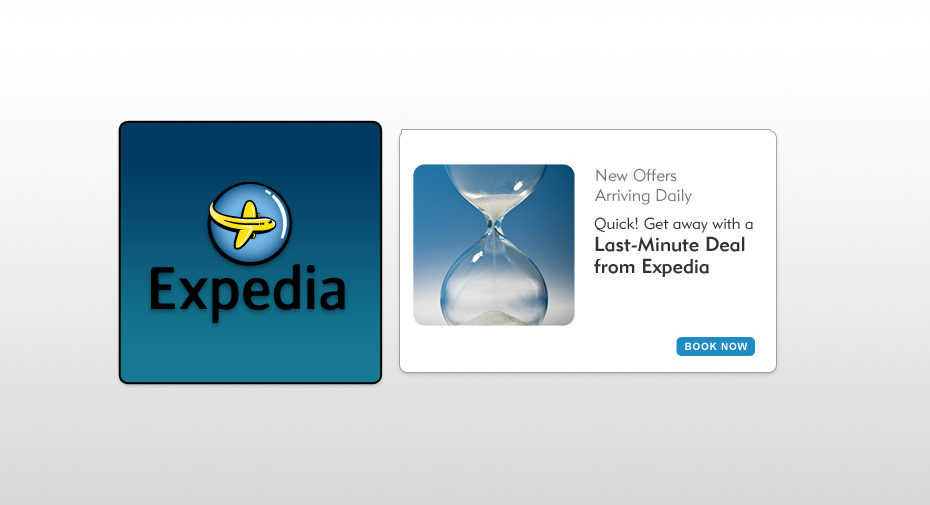 Expedia
New Offers
Arriving Daily
Quick! Get away with a
Last-Minute Deal
from Expedia
BOOK NOW